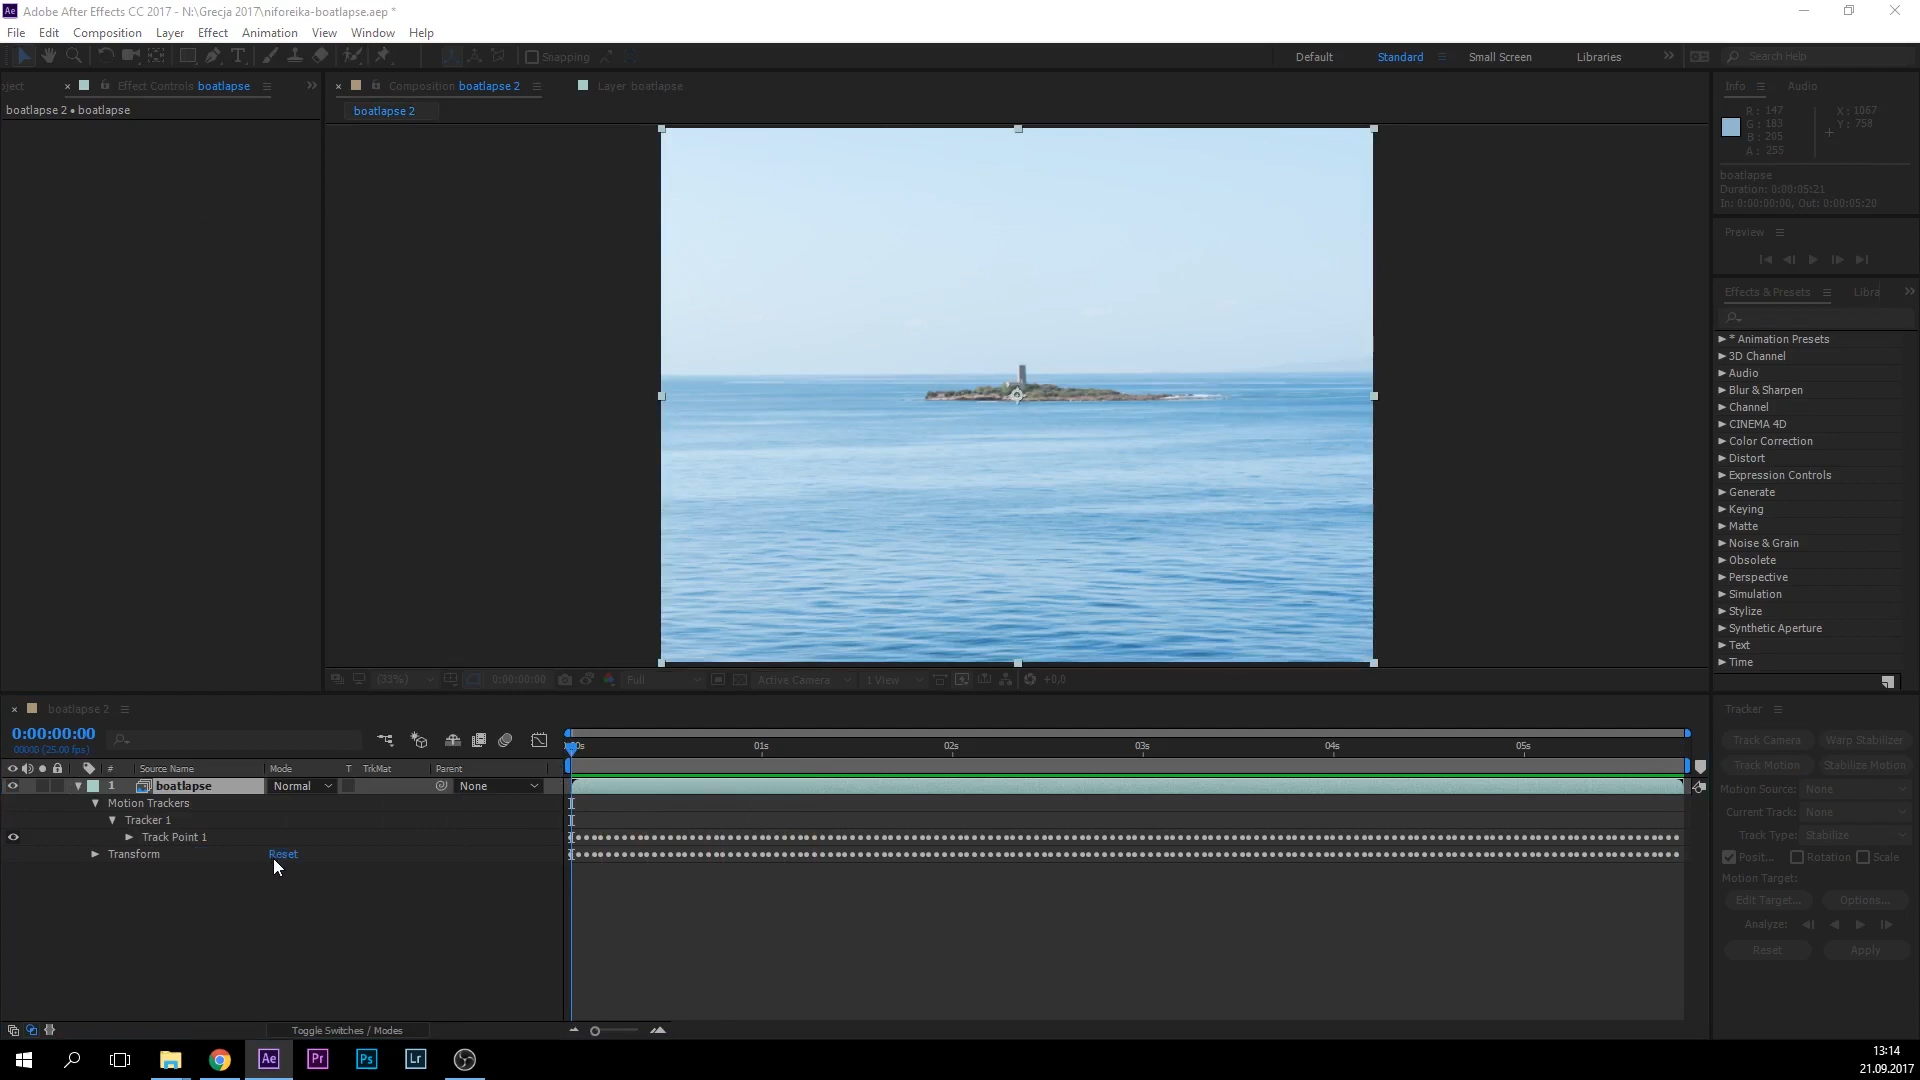 Adobe After Effects CC 2017 - N:\Grecja 2017\niforeika-boatlapse.aep *
File Edit Composition Layer Effect Animation View Window Help
Snapping Default Standard Small Screen Libraries Search Help
ject Effect Controls boatlapse Composition boatlapse 2 Layer boatlapse Info Audio
boatlapse 2 • boatlapse
boatlapse 2
R: 147 X: 1067
G: 183 Y: 758
B: 205
A: 255
boatlapse
Duration: 0:00:05:21
In: 0:00:00:00, Out: 0:00:05:20
Preview
Effects & Presets Libra
* Animation Presets
3D Channel
Audio
Blur & Sharpen
Channel
CINEMA 4D
Color Correction
Distort
Expression Controls
Generate
Keying
Matte
Noise & Grain
Obsolete
Perspective
Simulation
Stylize
Synthetic Aperture
Text
Time
(33%) 0:00:00:00 Full Active Camera 1 View +0,0
boatlapse 2
0:00:00:00
00000 (25.00 fps)
01s 02s 03s 04s 05s
# Source Name Mode T TrkMat Parent
1 boatlapse Normal None
Motion Trackers
Tracker 1
Track Point 1
Transform Reset
Toggle Switches / Modes
Tracker
Track Camera Warp Stabilizer
Track Motion Stabilize Motion
Motion Source: None
Current Track: None
Track Type: Stabilize
Posit... Rotation Scale
Motion Target:
Edit Target... Options...
Analyze:
Reset Apply
Ae Pr Ps Lr
13:14
21.09.2017